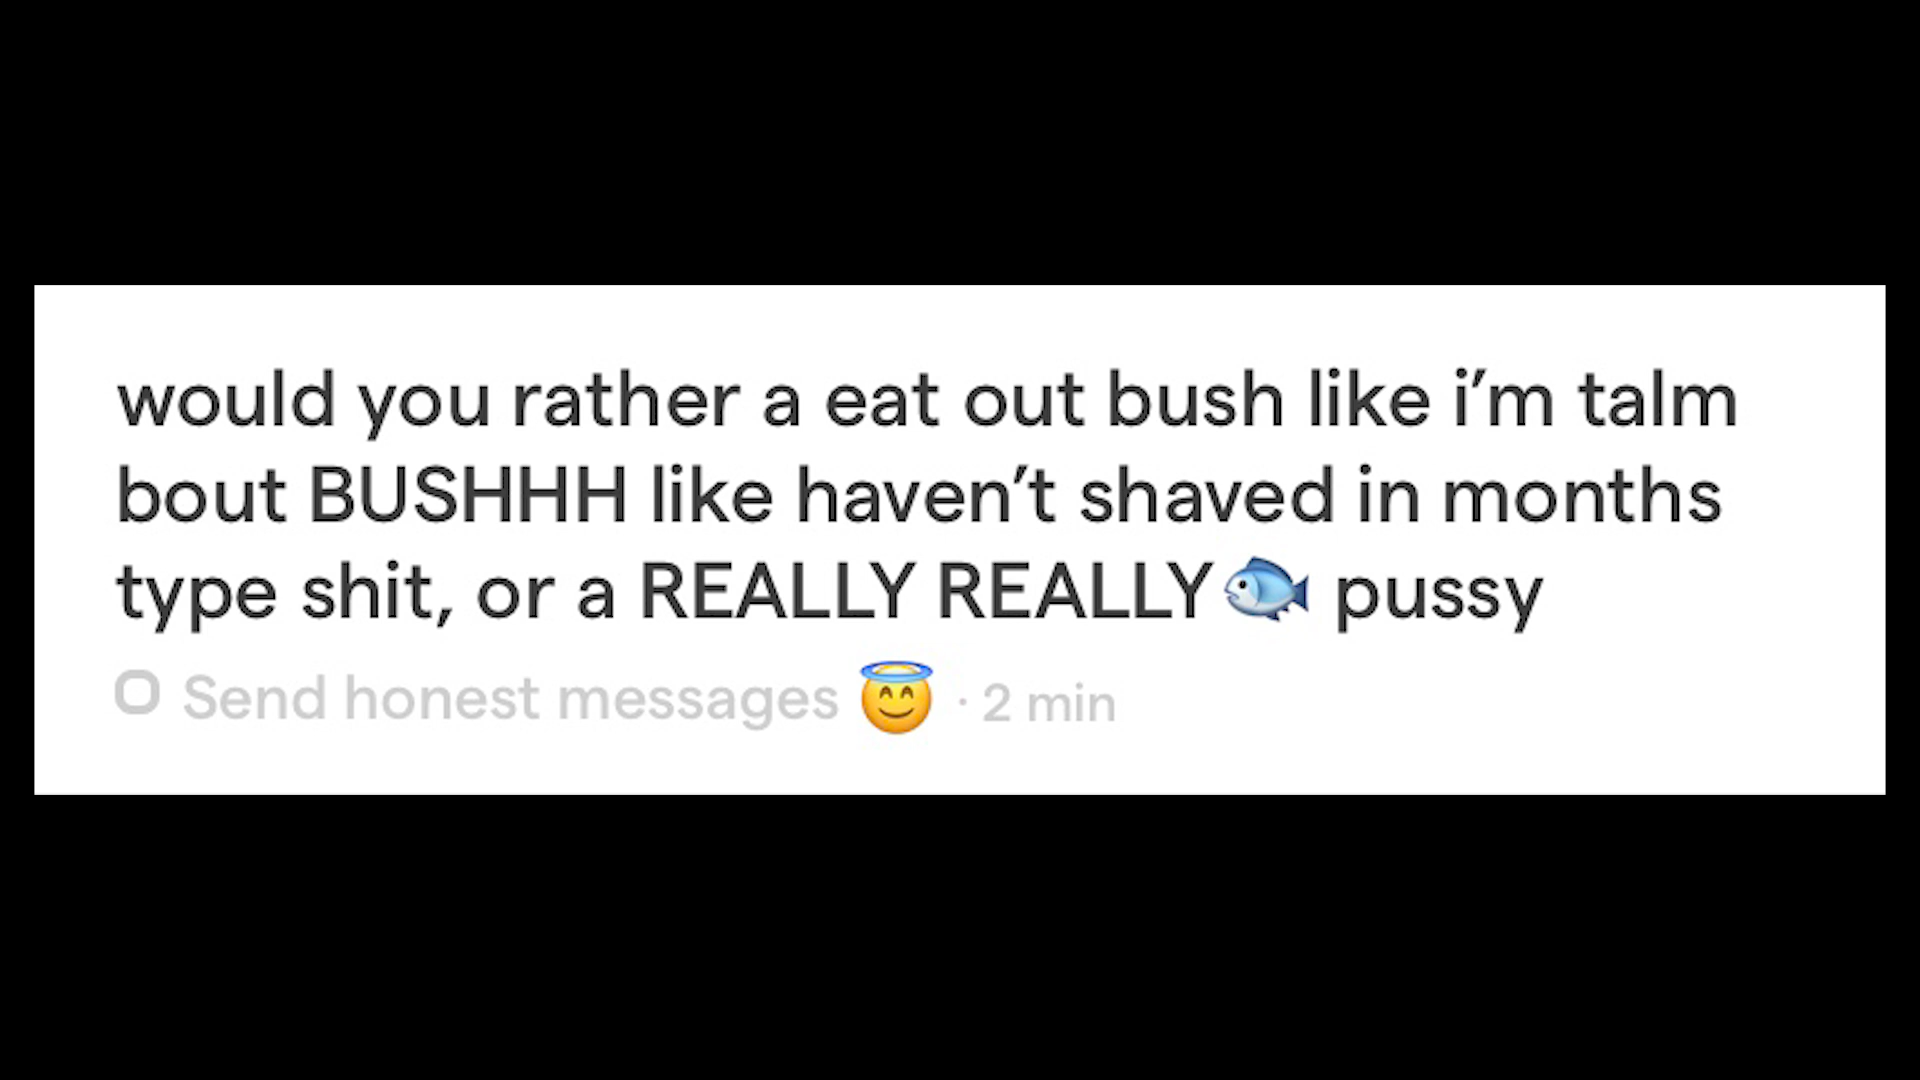 would you rather a eat out bush like i’m talm
bout BUSHHH like haven’t shaved in months
type shit, or a REALLY REALLY🐟 pussy
Send honest messages 😇 · 2 min